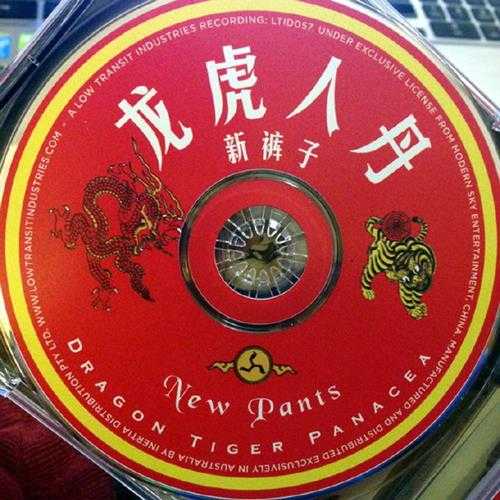 龙虎人丹
新裤子
New Pants
DRAGON TIGER PANACEA
WWW.LOWTRANSITINDUSTRIES.COM - A LOW TRANSIT INDUSTRIES RECORDING: LTID057 UNDER EXCLUSIVE LICENSE FROM MODERN SKY ENTERTAINMENT, CHINA. MANUFACTURED AND DISTRIBUTED EXCLUSIVELY IN AUSTRALIA BY INERTIA DISTRIBUTION PTY LTD.